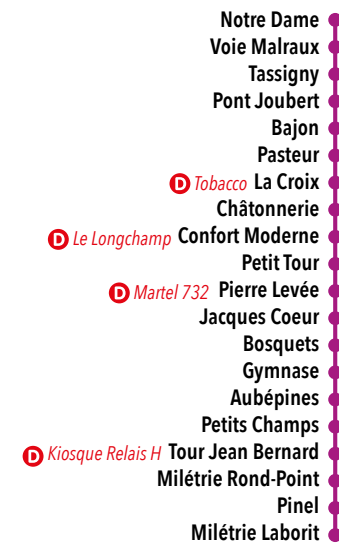 Notre Dame
Voie Malraux
Tassigny
Pont Joubert
Bajon
Pasteur
D Tobacco La Croix
Châtonnerie
D Le Longchamp Confort Moderne
Petit Tour
D Martel 732 Pierre Levée
Jacques Coeur
Bosquets
Gymnase
Aubépines
Petits Champs
D Kiosque Relais H Tour Jean Bernard
Milétrie Rond-Point
Pinel
Milétrie Laborit